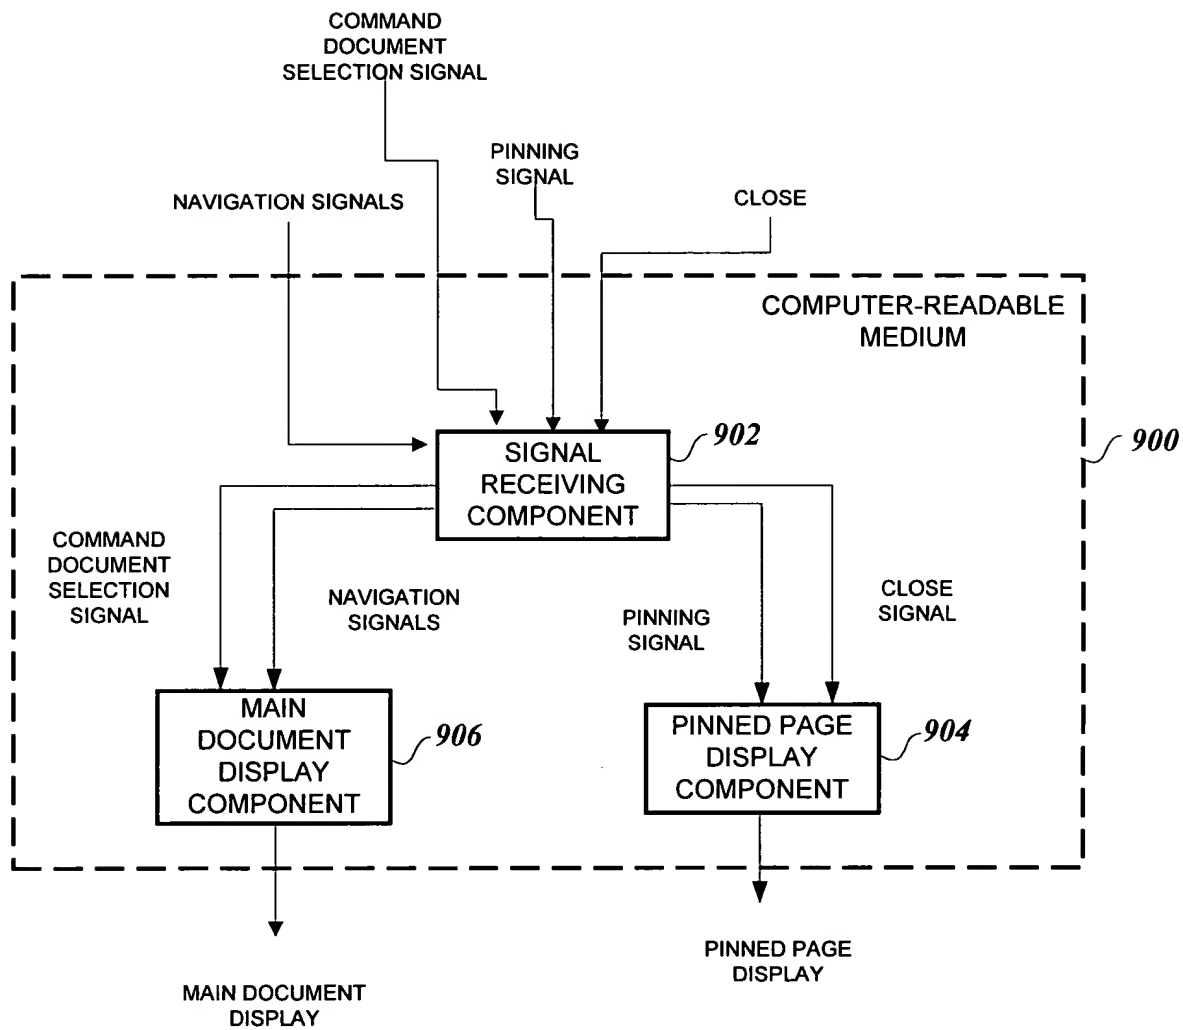 COMMAND
DOCUMENT
SELECTION SIGNAL
PINNING
SIGNAL
NAVIGATION SIGNALS
CLOSE
COMPUTER-READABLE
MEDIUM
902
900
SIGNAL
RECEIVING
COMPONENT
COMMAND
DOCUMENT
SELECTION
SIGNAL
NAVIGATION
SIGNALS
PINNING
SIGNAL
CLOSE
SIGNAL
MAIN
DOCUMENT
DISPLAY
COMPONENT
906
PINNED PAGE
DISPLAY
COMPONENT
904
MAIN DOCUMENT
DISPLAY
PINNED PAGE
DISPLAY